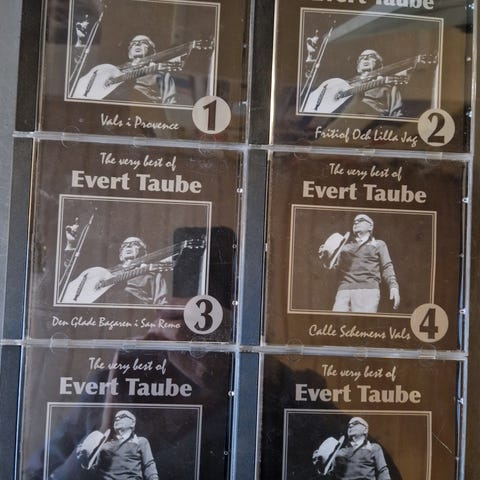 Vals i Provence
1
Evert Taube
Fritiof Och Lilla Jag
2
The very best of
Evert Taube
Den Glade Bagaren i San Remo
3
The very best of
Evert Taube
Calle Schemens Vals
4
The very best of
Evert Taube
The very best of
Evert Taube